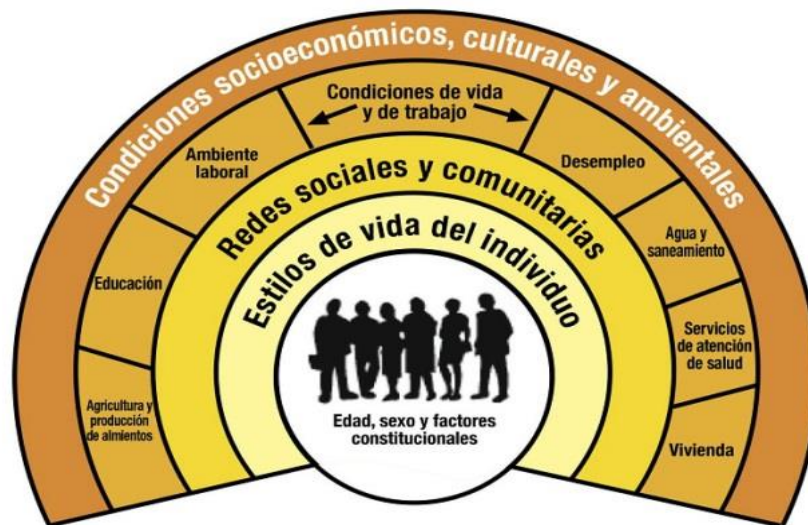 Condiciones socioeconómicos, culturales y ambientales
Condiciones de vida
y de trabajo
Ambiente
laboral
Desempleo
Educación
Agua y
saneamiento
Agricultura y
producción
de almientos
Servicios
de atención
de salud
Vivienda
Redes sociales y comunitarias
Estilos de vida del individuo
Edad, sexo y factores
constitucionales